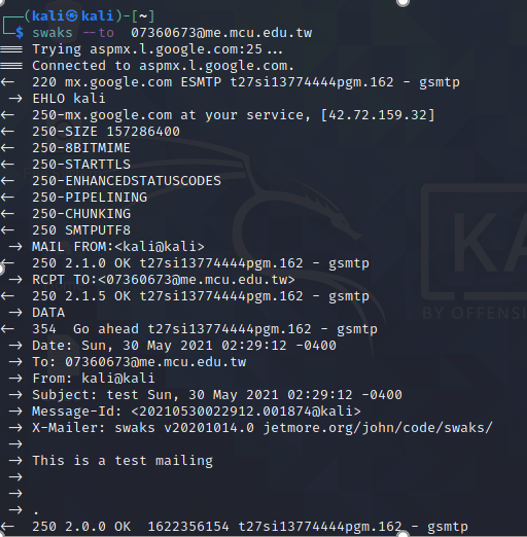 (kali㉿kali)-[~]
$ swaks --to  07360673@me.mcu.edu.tw
=== Trying aspmx.l.google.com:25...
=== Connected to aspmx.l.google.com.
←  220 mx.google.com ESMTP t27si13774444pgm.162 - gsmtp
 → EHLO kali
←  250-mx.google.com at your service, [42.72.159.32]
←  250-SIZE 157286400
←  250-8BITMIME
←  250-STARTTLS
←  250-ENHANCEDSTATUSCODES
←  250-PIPELINING
←  250-CHUNKING
←  250 SMTPUTF8
 → MAIL FROM:<kali@kali>
←  250 2.1.0 OK t27si13774444pgm.162 - gsmtp
 → RCPT TO:<07360673@me.mcu.edu.tw>
←  250 2.1.5 OK t27si13774444pgm.162 - gsmtp
 → DATA
←  354  Go ahead t27si13774444pgm.162 - gsmtp
 → Date: Sun, 30 May 2021 02:29:12 -0400
 → To: 07360673@me.mcu.edu.tw
 → From: kali@kali
 → Subject: test Sun, 30 May 2021 02:29:12 -0400
 → Message-Id: <20210530022912.001874@kali>
 → X-Mailer: swaks v20201014.0 jetmore.org/john/code/swaks/
 →
 → This is a test mailing
 →
 →
 → .
←  250 2.0.0 OK  1622356154 t27si13774444pgm.162 - gsmtp
KA
BY OFFENSI